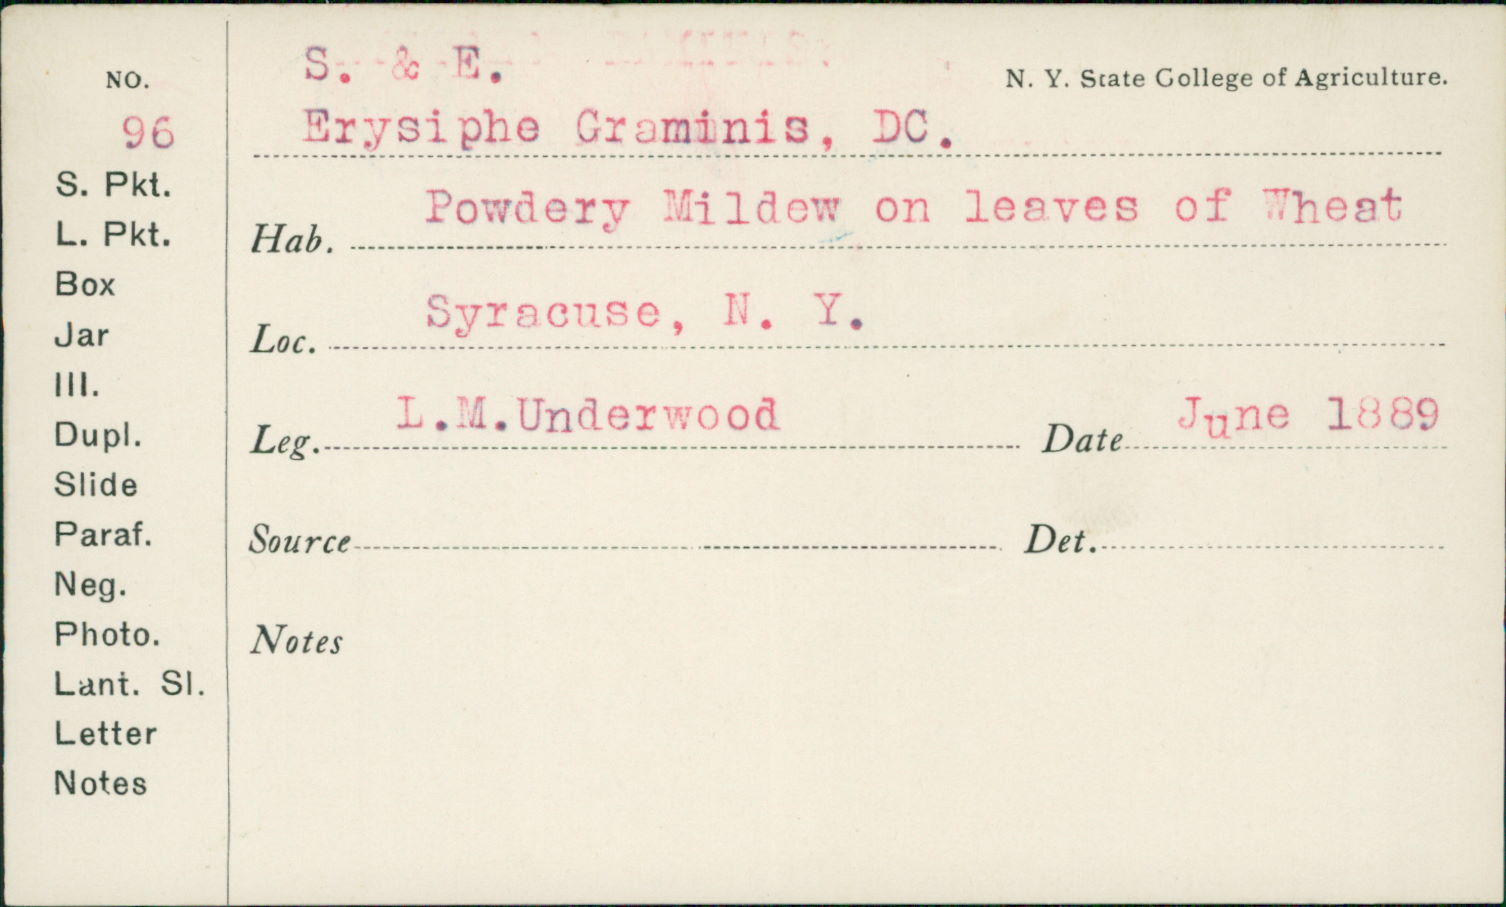 NO.
96
S. Pkt.
L. Pkt.
Box
Jar
Ill.
Dupl.
Slide
Paraf.
Neg.
Photo.
Lant. Sl.
Letter
Notes
S. & E.
N. Y. State College of Agriculture.
Erysiphe Graminis, DC.
Hab. Powdery Mildew on leaves of Wheat
Loc. Syracuse, N. Y.
Leg. L.M.Underwood Date June 1889
Source Det.
Notes